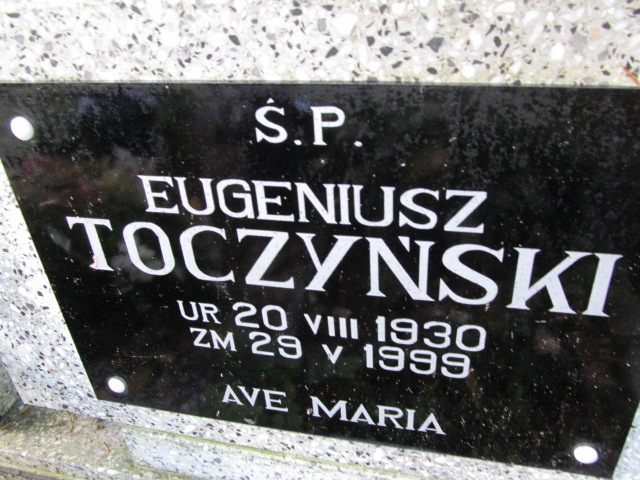 Ś.P.
EUGENIUSZ
TOCZYŃSKI
UR 20 VIII 1930
ZM 29 V 1999
AVE MARIA